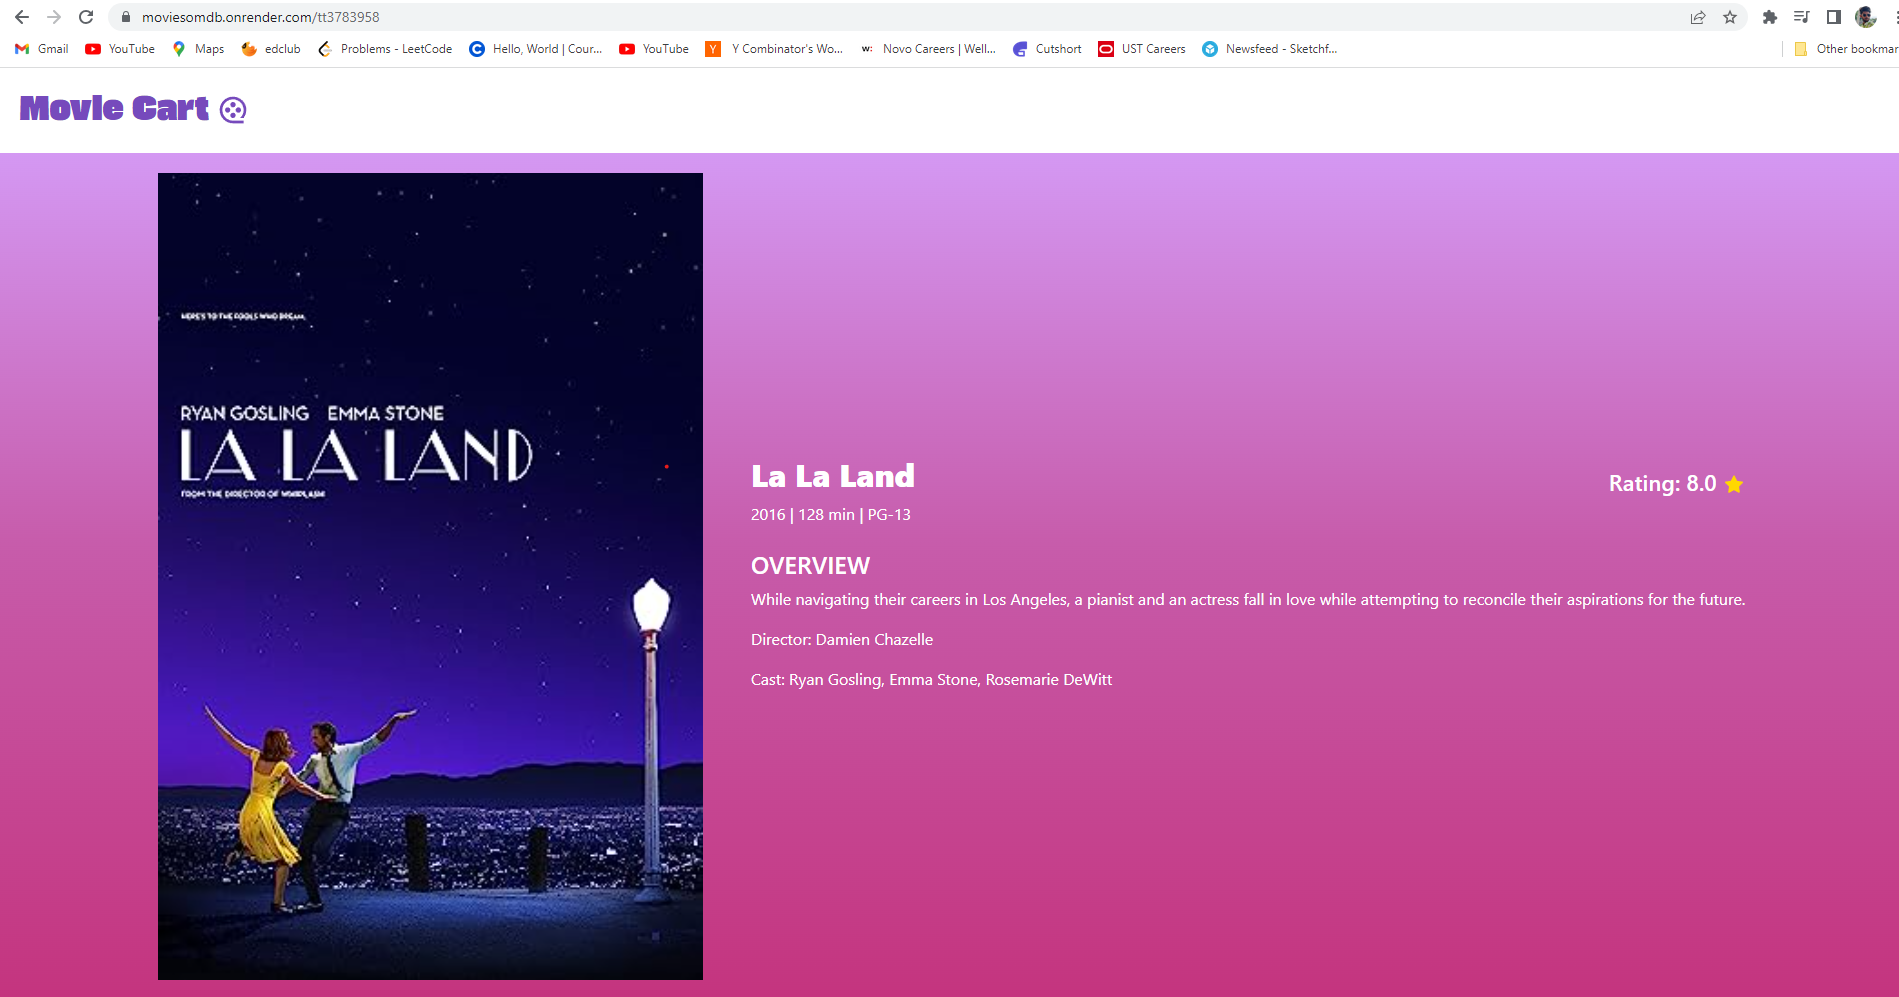 moviesomdb.onrender.com/tt3783958
Gmail YouTube Maps edclub Problems - LeetCode Hello, World | Cour... YouTube Y Combinator's Wo... Novo Careers | Well... Cutshort UST Careers Newsfeed - Sketchf... Other bookmar
Movie Cart
HERE'S TO THE FOOLS WHO DREAM.
RYAN GOSLING EMMA STONE
LA LA LAND
FROM THE DIRECTOR OF WHIPLASH
La La Land
Rating: 8.0
2016 | 128 min | PG-13
OVERVIEW
While navigating their careers in Los Angeles, a pianist and an actress fall in love while attempting to reconcile their aspirations for the future.
Director: Damien Chazelle
Cast: Ryan Gosling, Emma Stone, Rosemarie DeWitt